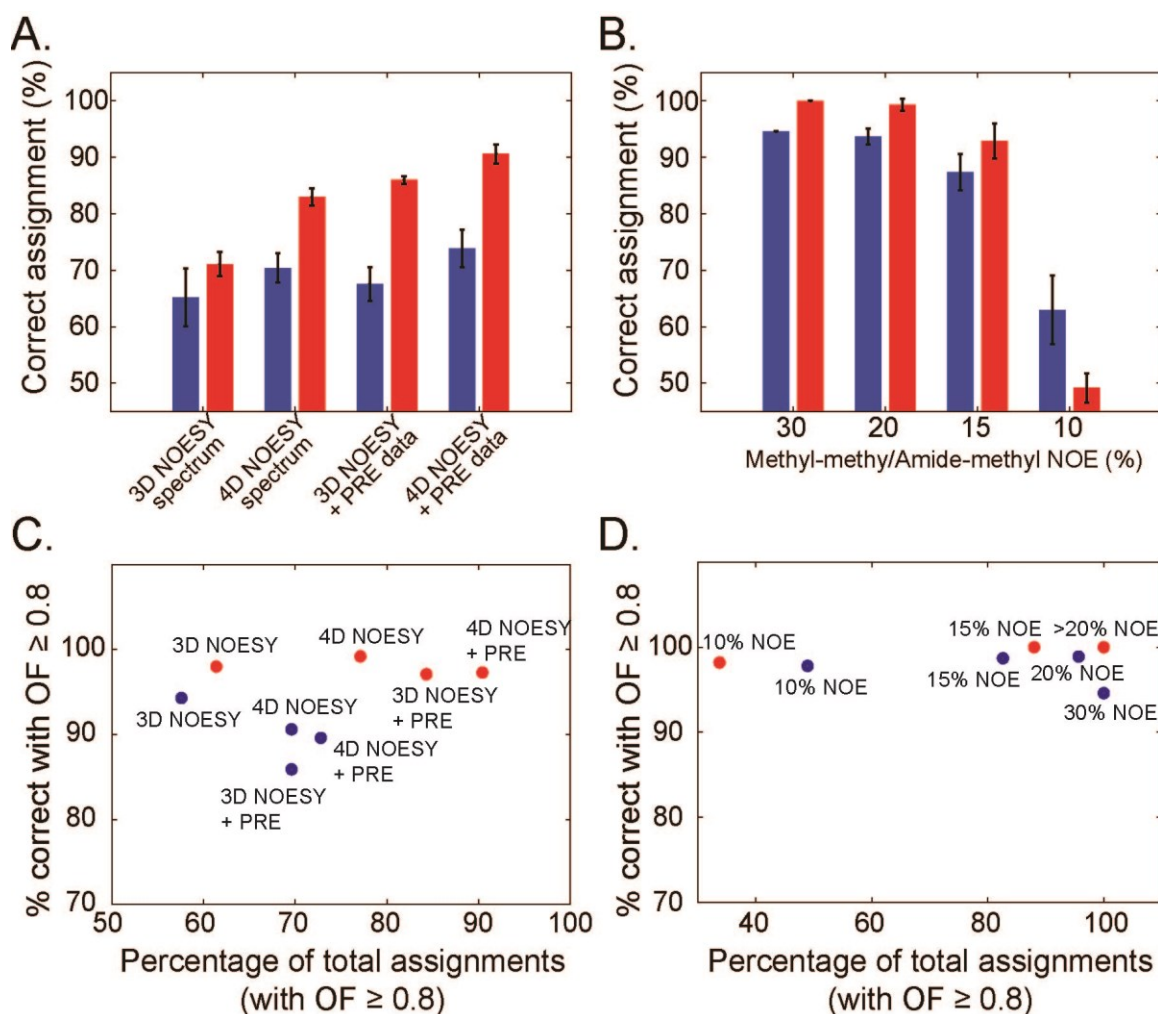 A.
Correct assignment (%)
100
90
80
70
60
50
3D NOESY
spectrum
4D NOESY
spectrum
3D NOESY
+ PRE data
4D NOESY
+ PRE data
B.
Correct assignment (%)
100
90
80
70
60
50
30 20 15 10
Methyl-methy/Amide-methyl NOE (%)
C.
% correct with OF ≥ 0.8
100
90
80
70
3D NOESY
4D NOESY
4D NOESY
+ PRE
3D NOESY
+ PRE
3D NOESY
4D NOESY
4D NOESY
+ PRE
3D NOESY
+ PRE
50 60 70 80 90 100
Percentage of total assignments
(with OF ≥ 0.8)
D.
% correct with OF ≥ 0.8
100
90
80
70
10% NOE
10% NOE
15% NOE
>20% NOE
15% NOE
20% NOE
30% NOE
40 60 80 100
Percentage of total assignments
(with OF ≥ 0.8)